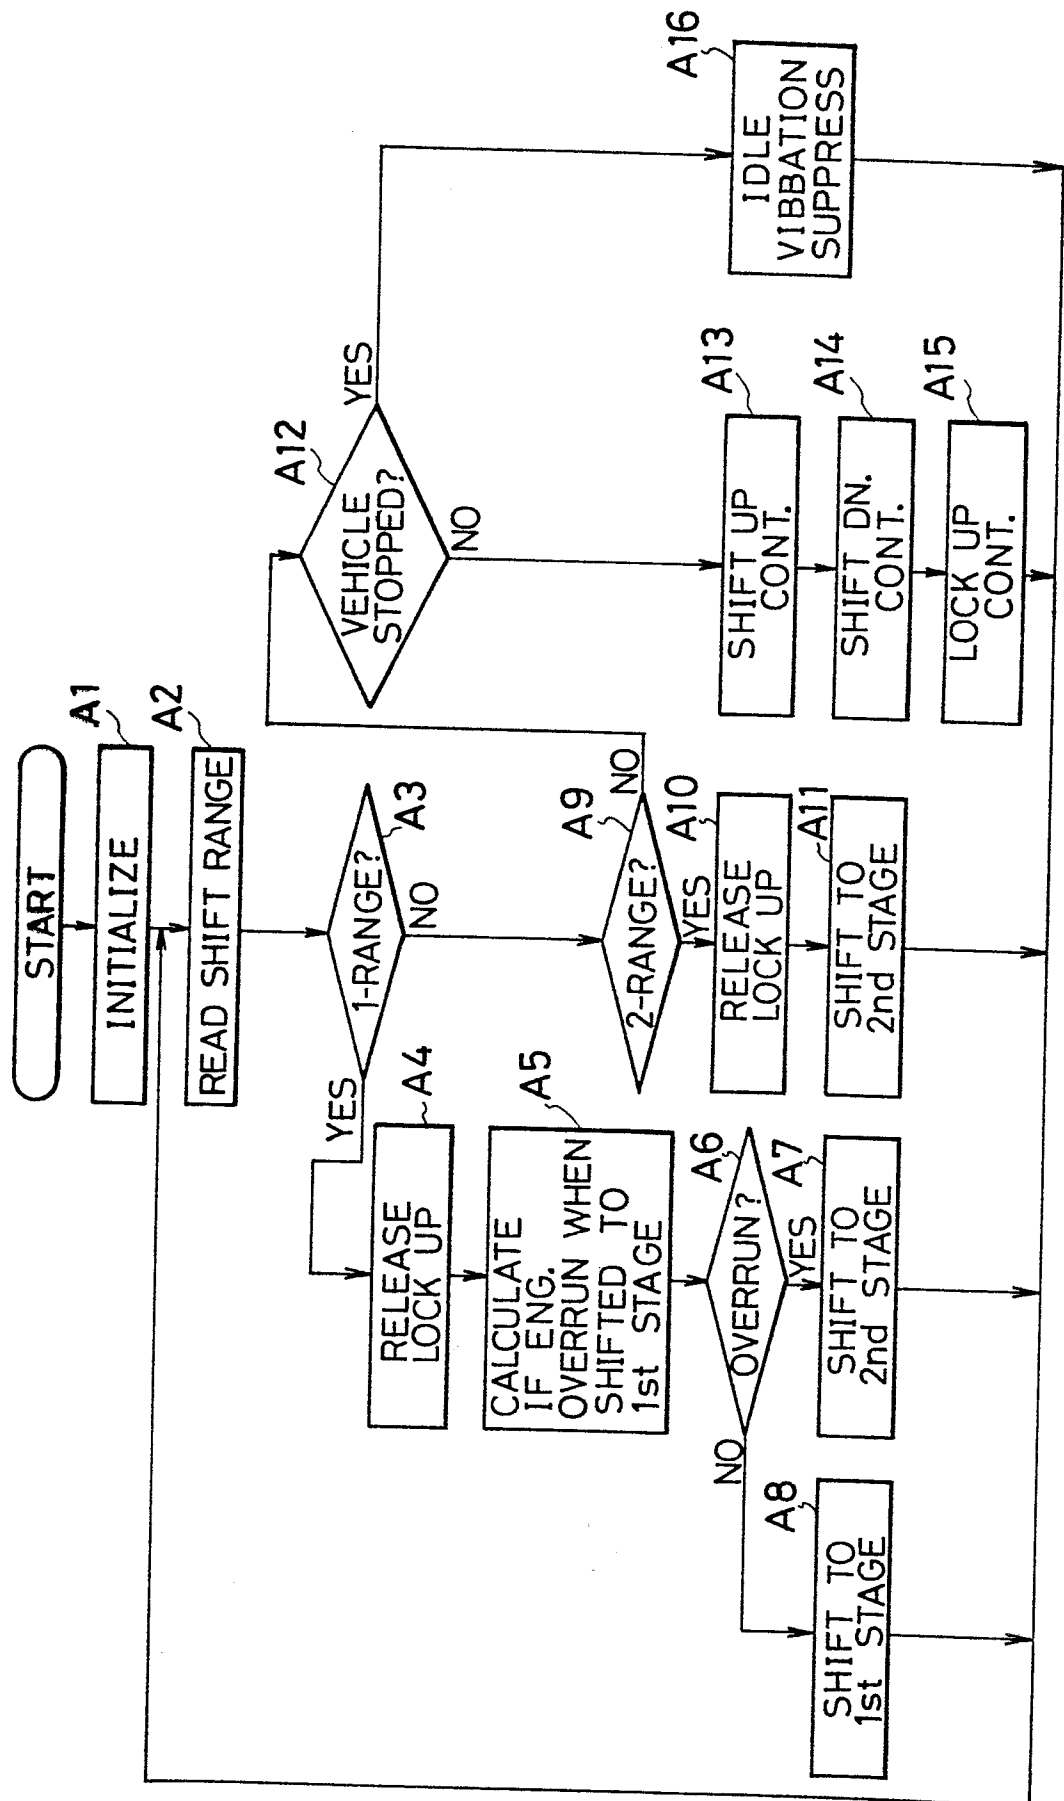 START
A1
INITIALIZE
A2
READ SHIFT RANGE
A3
1-RANGE?
YES
NO
A4
RELEASE
LOCK UP
A5
CALCULATE
IF ENG.
OVERRUN WHEN
SHIFTED TO
1st STAGE
A6
OVERRUN?
YES
NO
A7
SHIFT TO
2nd STAGE
A8
SHIFT TO
1st STAGE
A9
2-RANGE?
NO
YES
A10
RELEASE
LOCK UP
A11
SHIFT TO
2nd STAGE
A12
VEHICLE
STOPPED?
YES
NO
A13
SHIFT UP
CONT.
A14
SHIFT DN.
CONT.
A15
LOCK UP
CONT.
A16
IDLE
VIBBATION
SUPPRESS